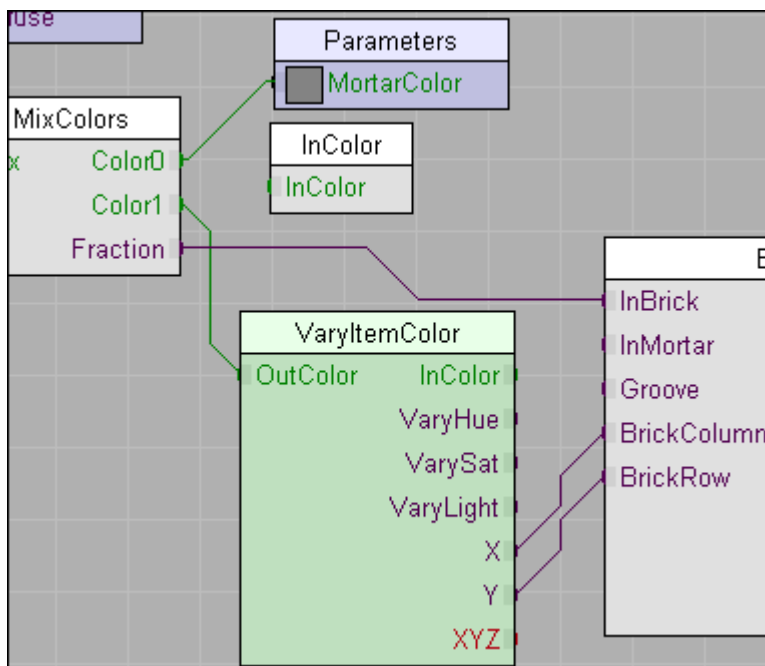 Parameters
MortarColor
MixColors
x Color0
Color1
Fraction
InColor
InColor
InBrick
InMortar
Groove
BrickColumn
BrickRow
VaryItemColor
OutColor InColor
VaryHue
VarySat
VaryLight
X
Y
XYZ